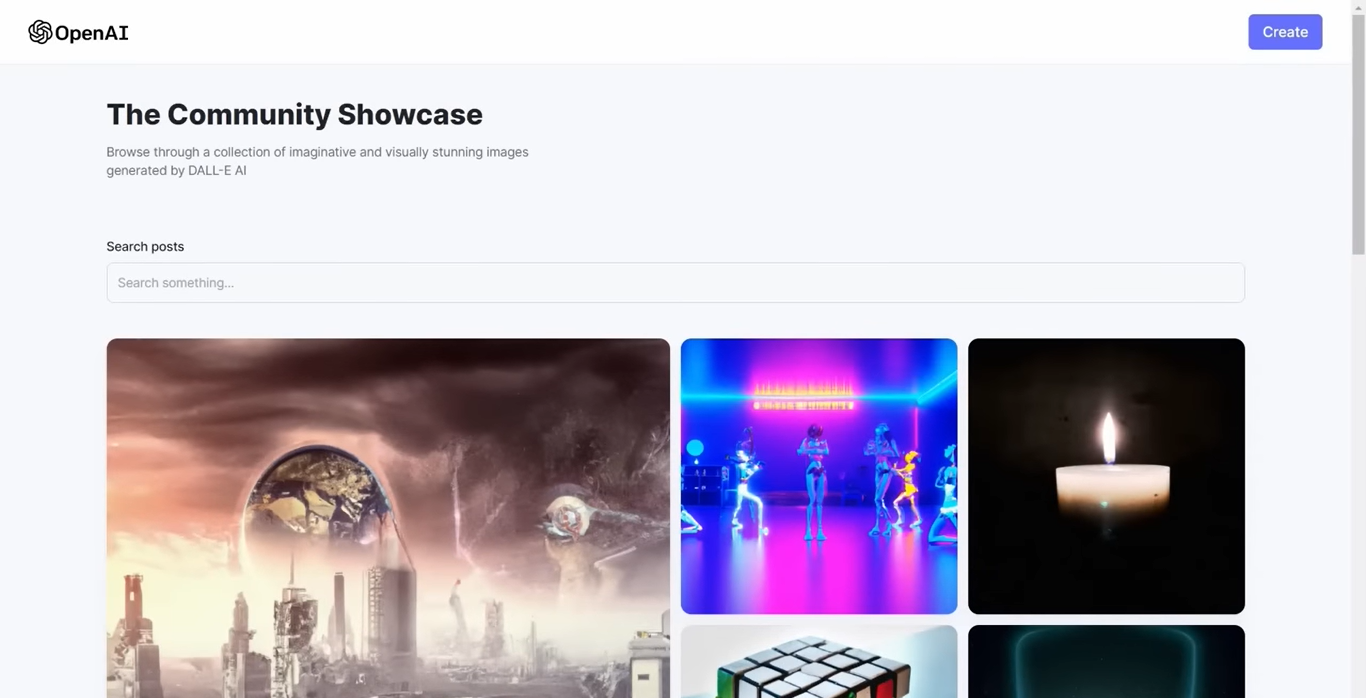 OpenAI
Create
The Community Showcase
Browse through a collection of imaginative and visually stunning images
generated by DALL-E AI
Search posts
Search something...